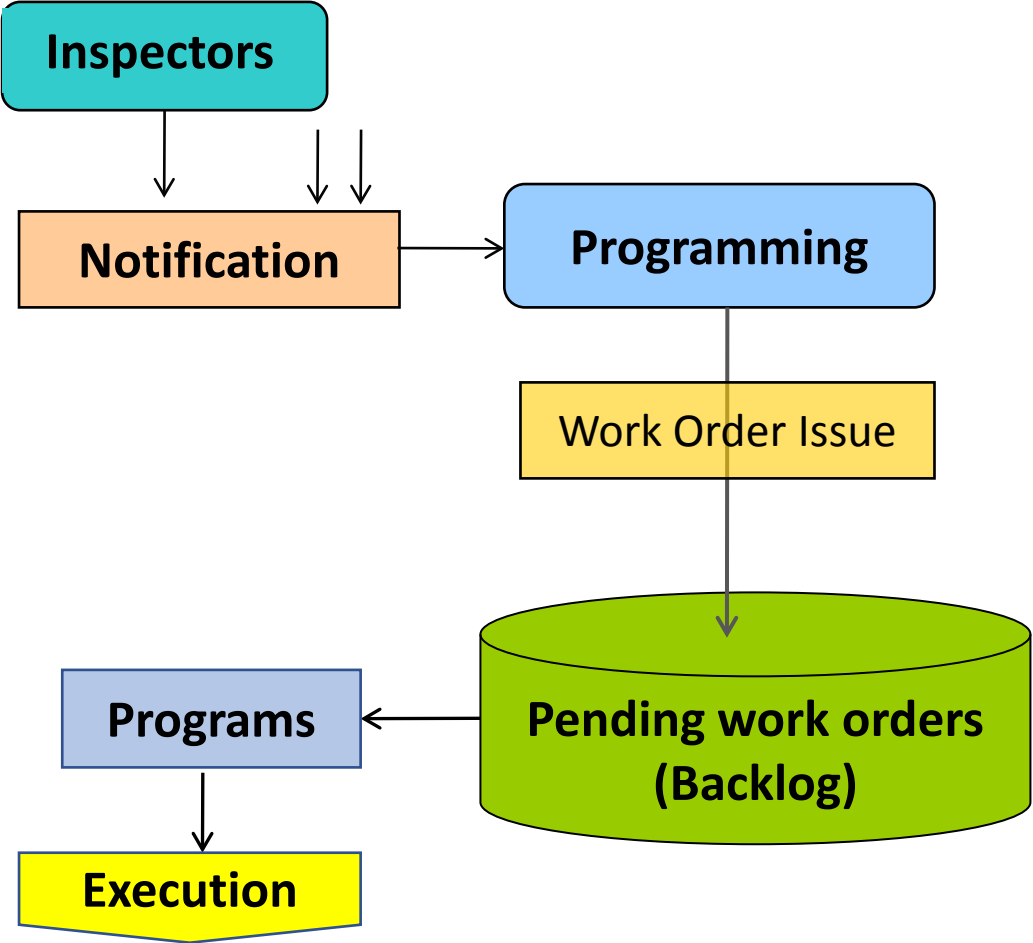 Inspectors
Notification
Programming
Work Order Issue
Pending work orders
(Backlog)
Programs
Execution